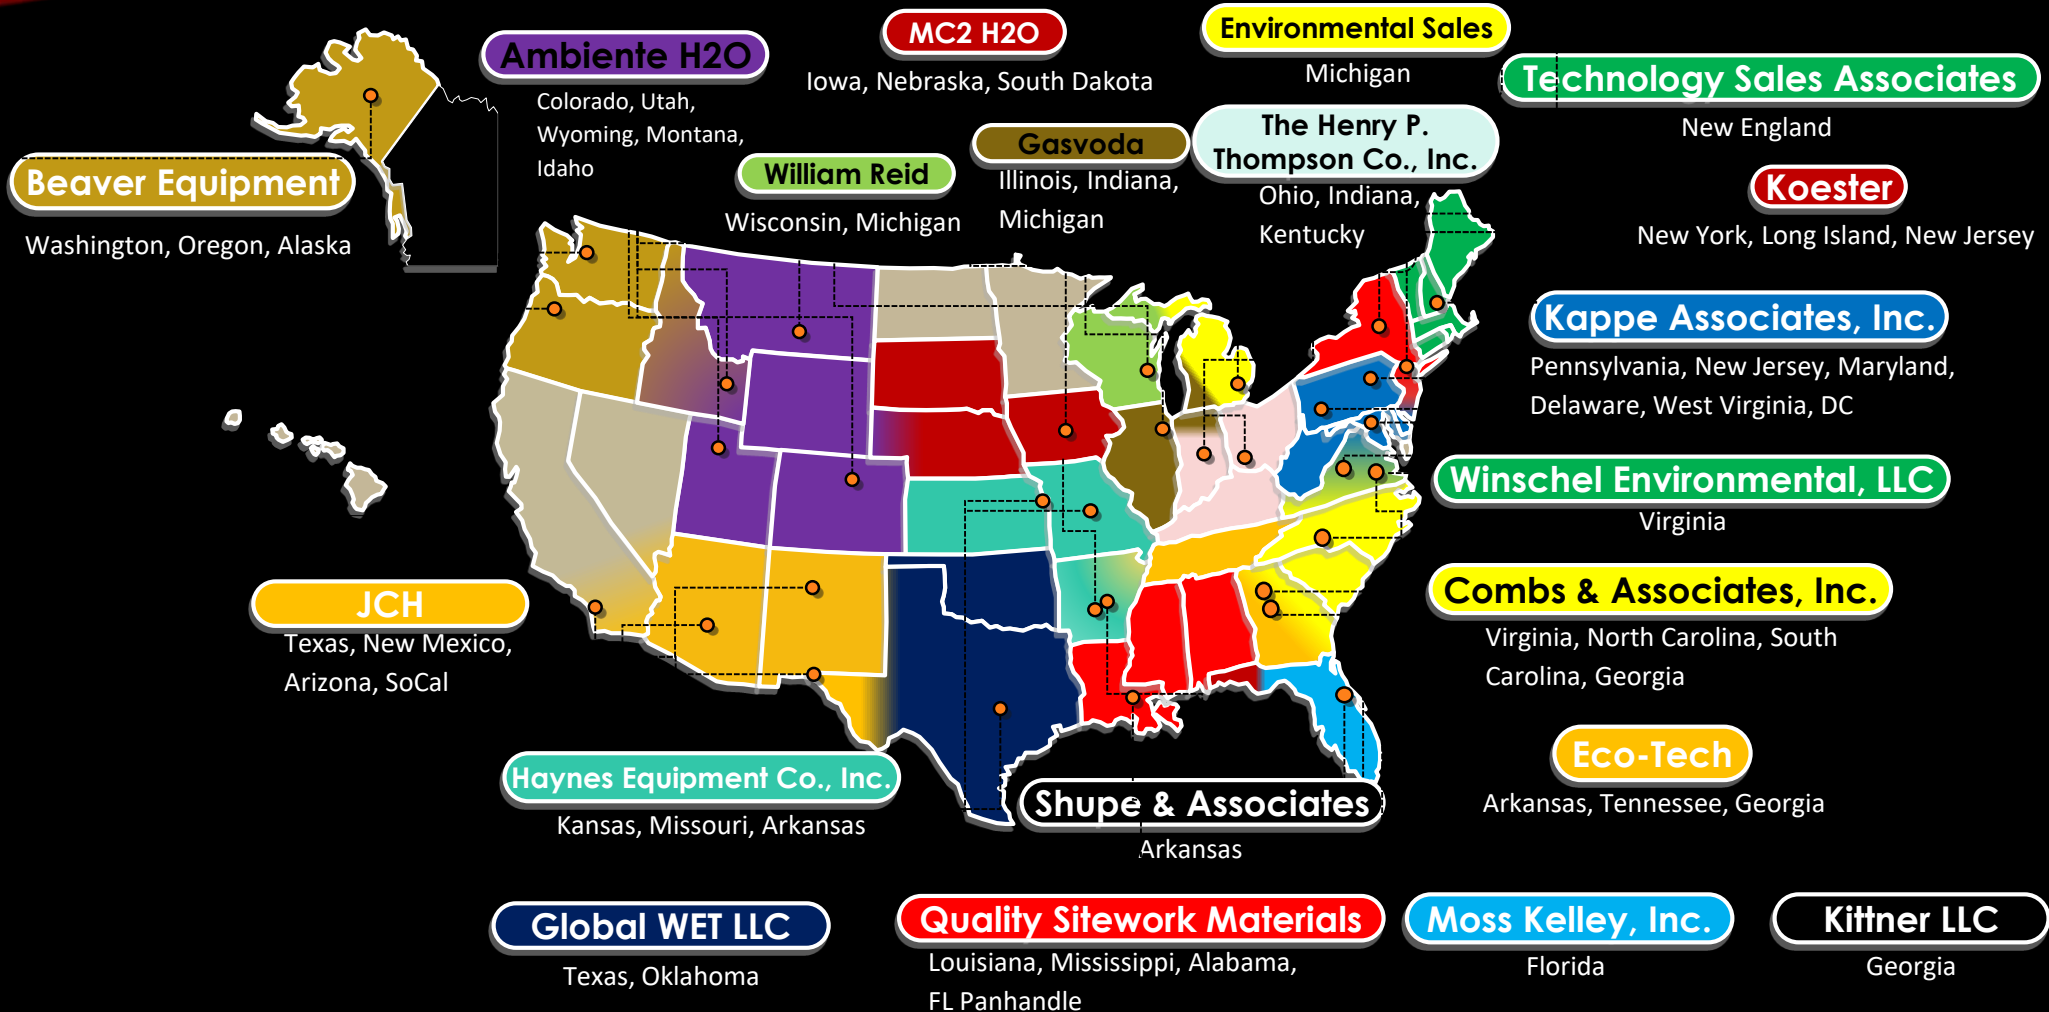 Ambiente H2O
Colorado, Utah,
Wyoming, Montana,
Idaho
MC2 H2O
Iowa, Nebraska, South Dakota
Environmental Sales
Michigan
Technology Sales Associates
New England
Beaver Equipment
Washington, Oregon, Alaska
William Reid
Wisconsin, Michigan
Gasvoda
Illinois, Indiana,
Michigan
The Henry P.
Thompson Co., Inc.
Ohio, Indiana,
Kentucky
Koester
New York, Long Island, New Jersey
Kappe Associates, Inc.
Pennsylvania, New Jersey, Maryland,
Delaware, West Virginia, DC
Winschel Environmental, LLC
Virginia
JCH
Texas, New Mexico,
Arizona, SoCal
Combs & Associates, Inc.
Virginia, North Carolina, South
Carolina, Georgia
Haynes Equipment Co., Inc.
Kansas, Missouri, Arkansas
Shupe & Associates
Arkansas
Eco-Tech
Arkansas, Tennessee, Georgia
Global WET LLC
Texas, Oklahoma
Quality Sitework Materials
Louisiana, Mississippi, Alabama,
FL Panhandle
Moss Kelley, Inc.
Florida
Kittner LLC
Georgia